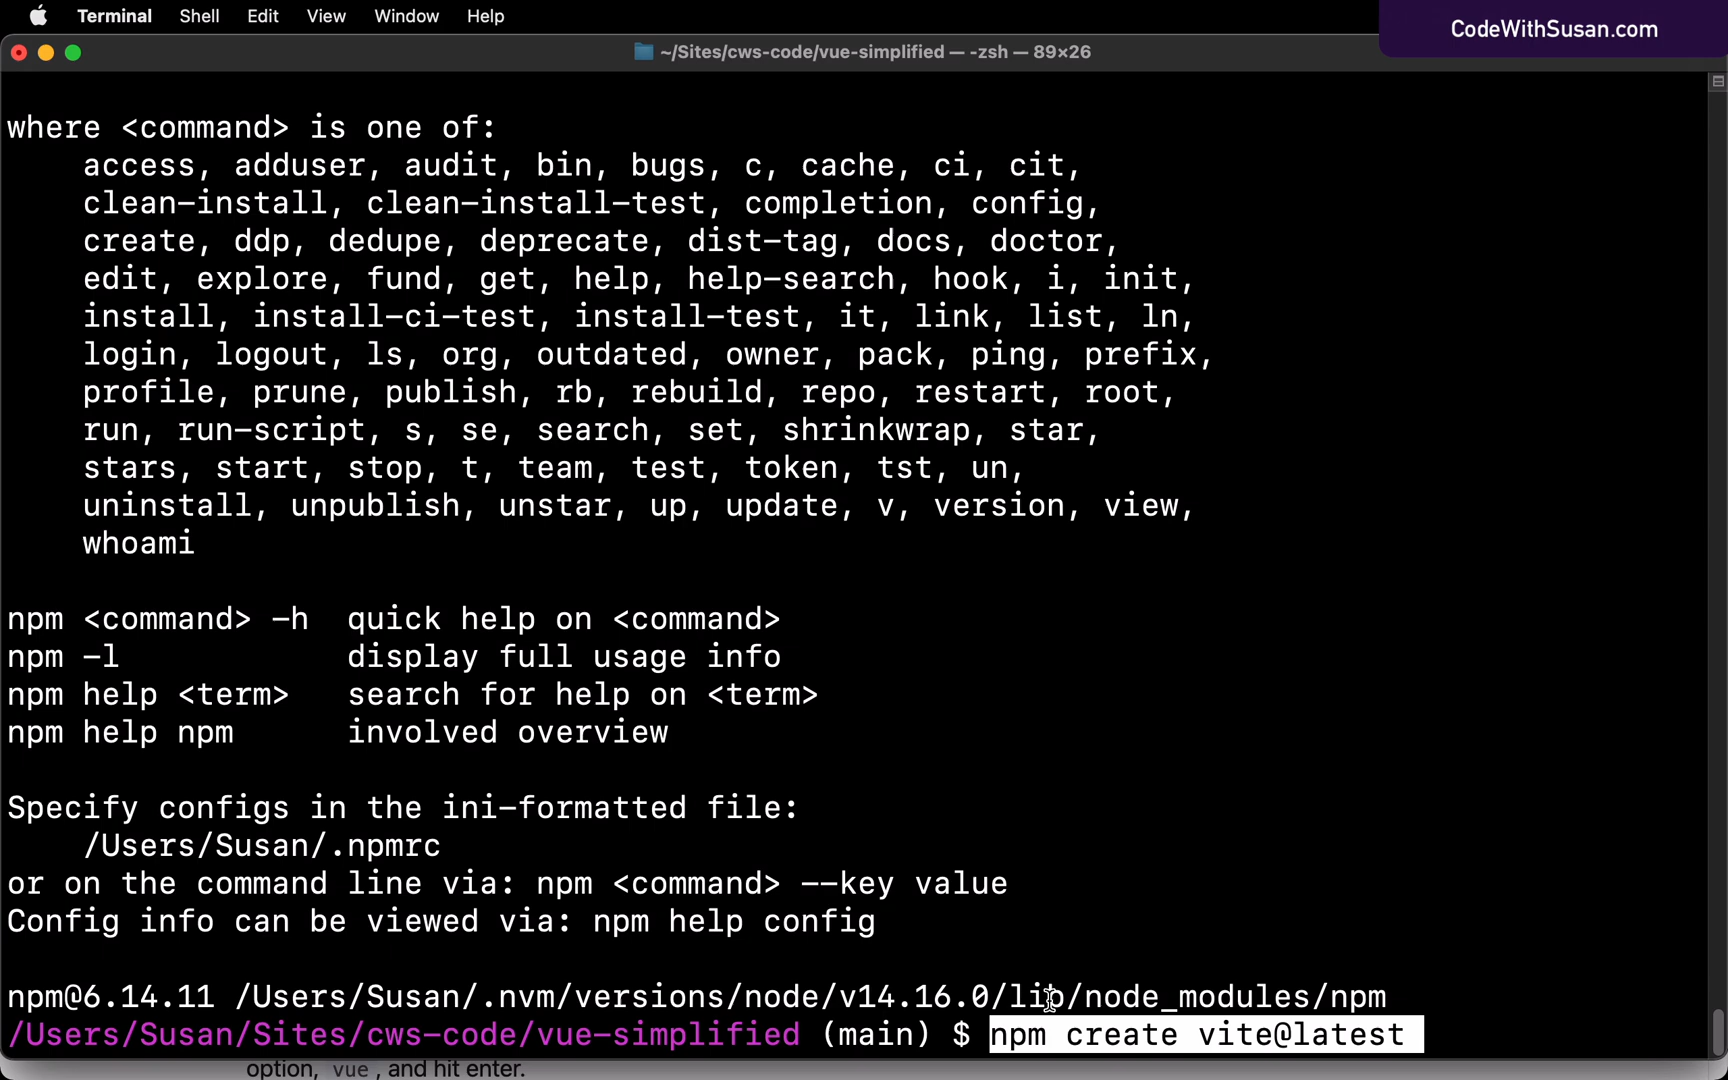 Terminal Shell Edit View Window Help
CodeWithSusan.com
~/Sites/cws-code/vue-simplified — -zsh — 89×26
where <command> is one of:
access, adduser, audit, bin, bugs, c, cache, ci, cit,
clean-install, clean-install-test, completion, config,
create, ddp, dedupe, deprecate, dist-tag, docs, doctor,
edit, explore, fund, get, help, help-search, hook, i, init,
install, install-ci-test, install-test, it, link, list, ln,
login, logout, ls, org, outdated, owner, pack, ping, prefix,
profile, prune, publish, rb, rebuild, repo, restart, root,
run, run-script, s, se, search, set, shrinkwrap, star,
stars, start, stop, t, team, test, token, tst, un,
uninstall, unpublish, unstar, up, update, v, version, view,
whoami
npm <command> -h  quick help on <command>
npm -l            display full usage info
npm help <term>   search for help on <term>
npm help npm      involved overview
Specify configs in the ini-formatted file:
/Users/Susan/.npmrc
or on the command line via: npm <command> --key value
Config info can be viewed via: npm help config
npm@6.14.11 /Users/Susan/.nvm/versions/node/v14.16.0/lib/node_modules/npm
/Users/Susan/Sites/cws-code/vue-simplified (main) $ npm create vite@latest
option, vue , and hit enter.